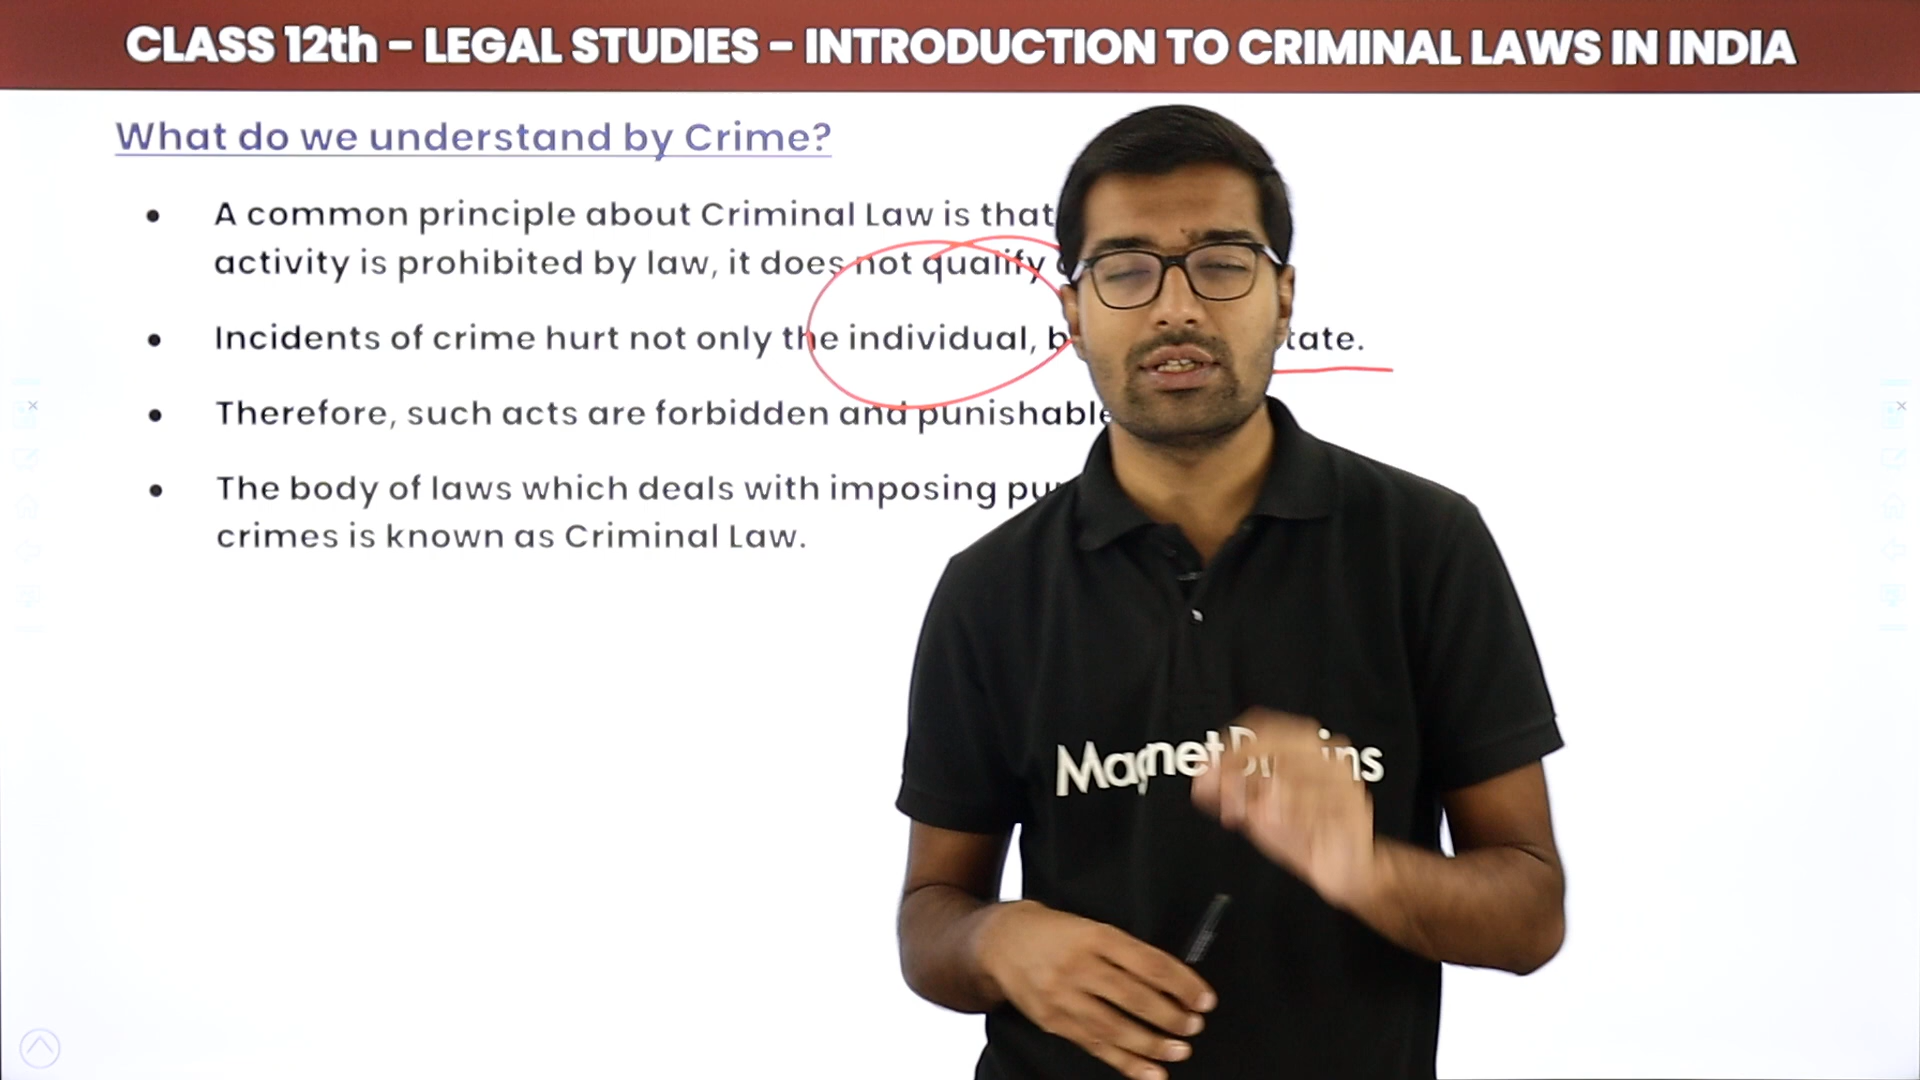 CLASS 12th – LEGAL STUDIES – INTRODUCTION TO CRIMINAL LAWS IN INDIA
What do we understand by Crime?
• A common principle about Criminal Law is that
activity is prohibited by law, it does not qualify
• Incidents of crime hurt not only the individual, tate.
• Therefore, such acts are forbidden and punishable
• The body of laws which deals with imposing
crimes is known as Criminal Law.
Magnet